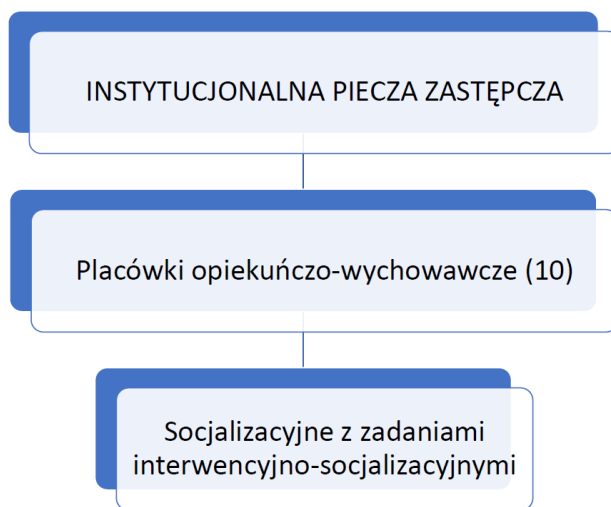 INSTYTUCJONALNA PIECZA ZASTĘPCZA
Placówki opiekuńczo-wychowawcze (10)
Socjalizacyjne z zadaniami
interwencyjno-socjalizacyjnymi